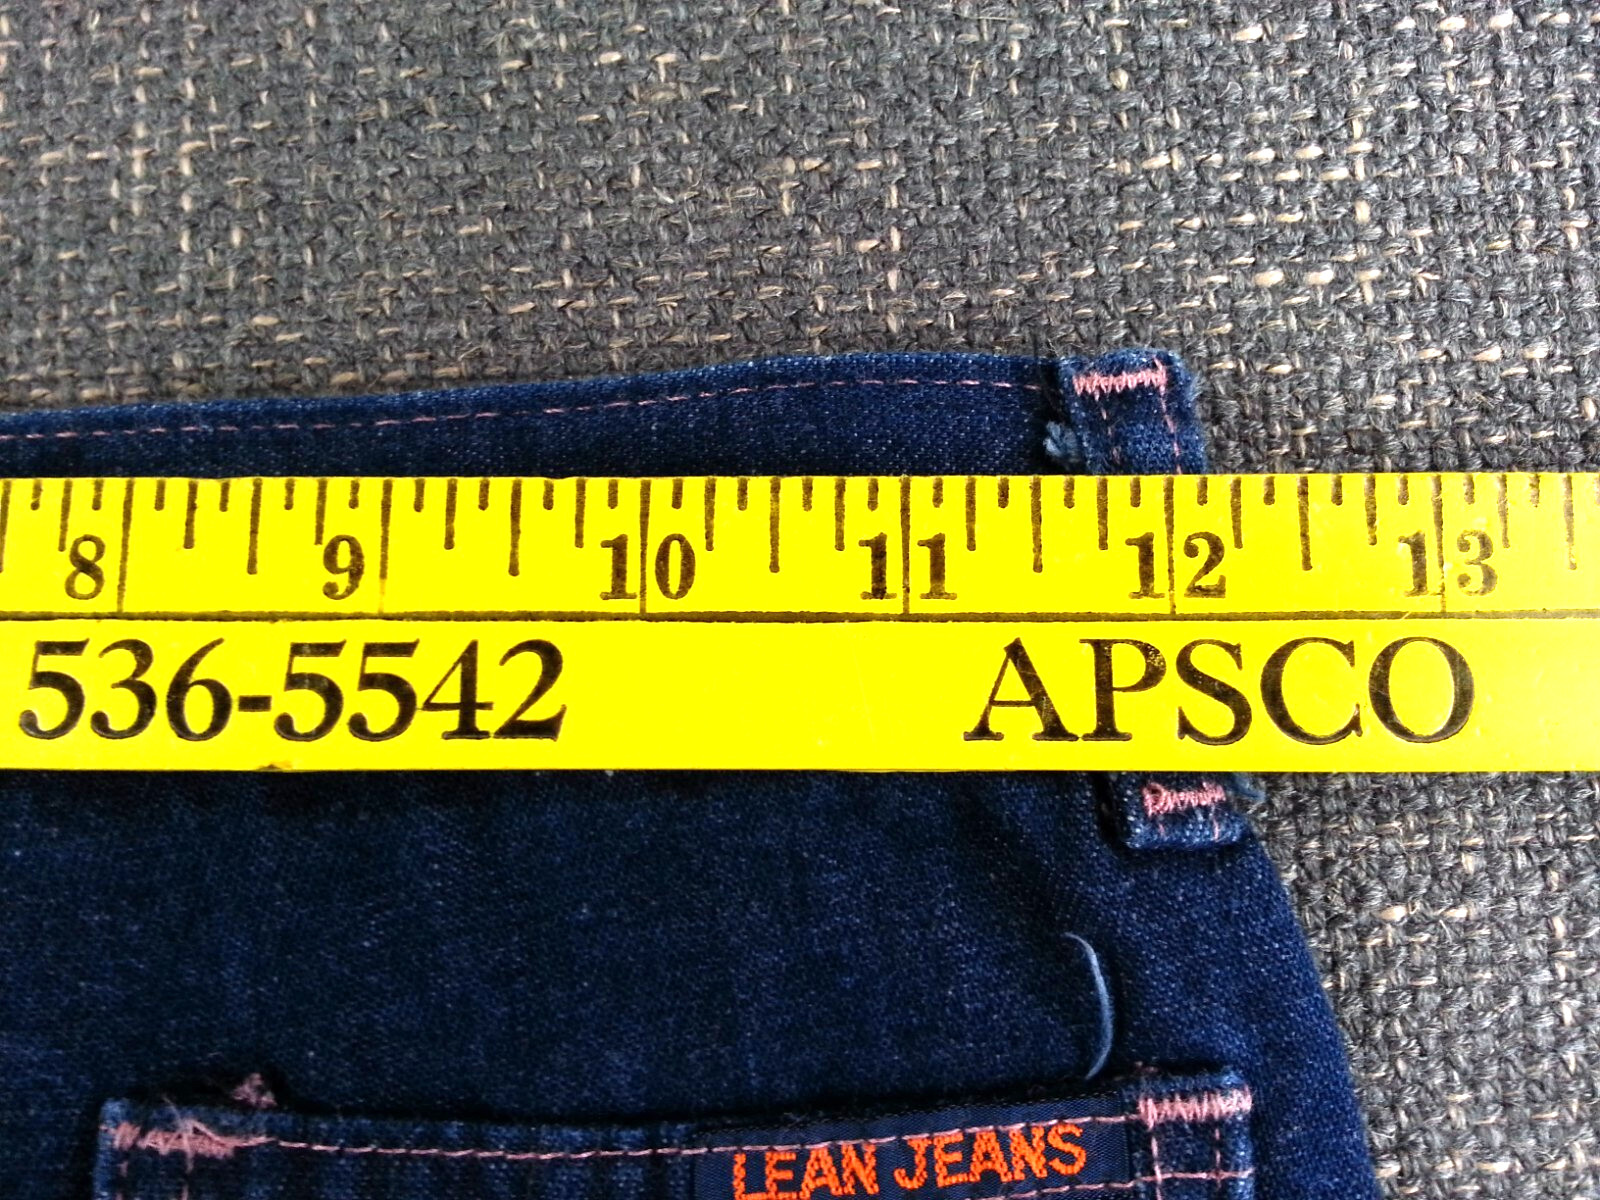 8 9 10 11 12 13
536-5542 APSCO
LEAN JEANS